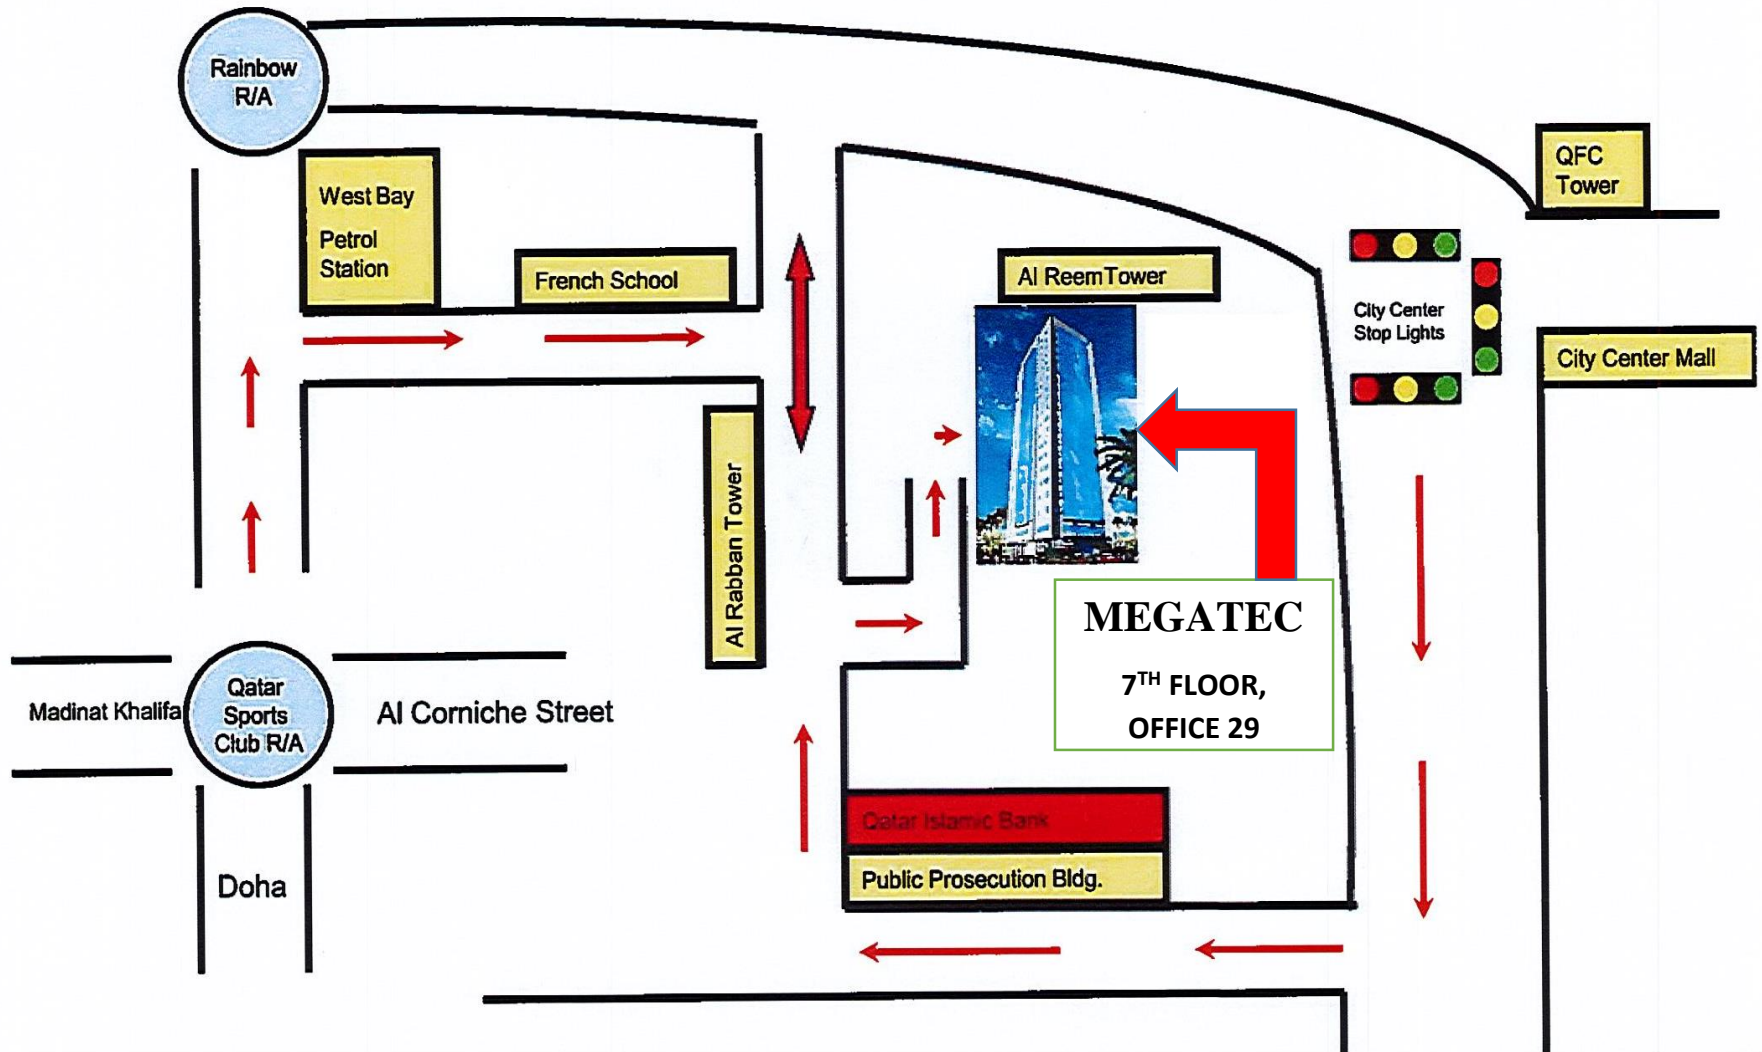 Rainbow
R/A
QFC
Tower
West Bay
Petrol
Station
French School
Al ReemTower
City Center
Stop Lights
City Center Mall
Al Rabban Tower
MEGATEC
7TH FLOOR,
OFFICE 29
Madinat Khalifa
Qatar
Sports
Club R/A
Al Corniche Street
Qatar Islamic Bank
Public Prosecution Bldg.
Doha